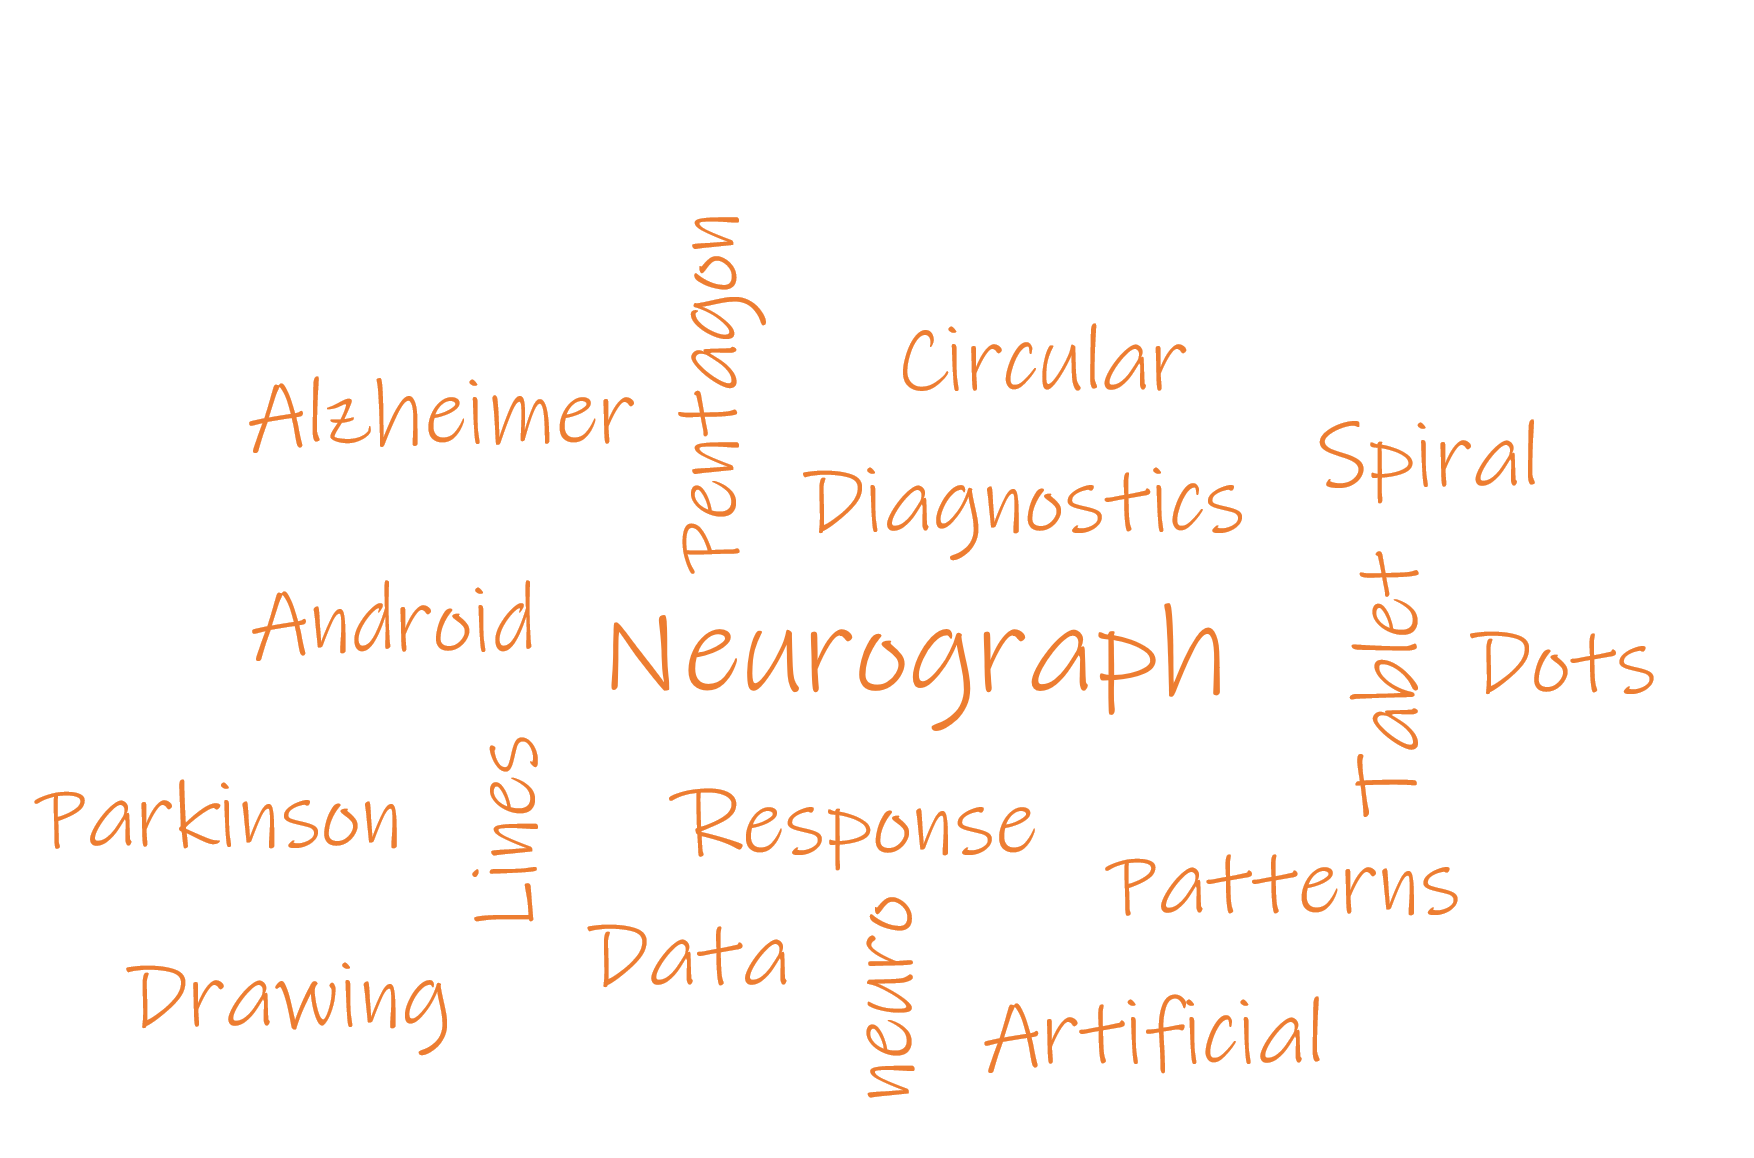 Pentagon
Circular
Alzheimer
Spiral
Diagnostics
Android
Neurograph
Tablet
Dots
Lines
Parkinson
Response
Patterns
Data
neuro
Drawing
Artificial